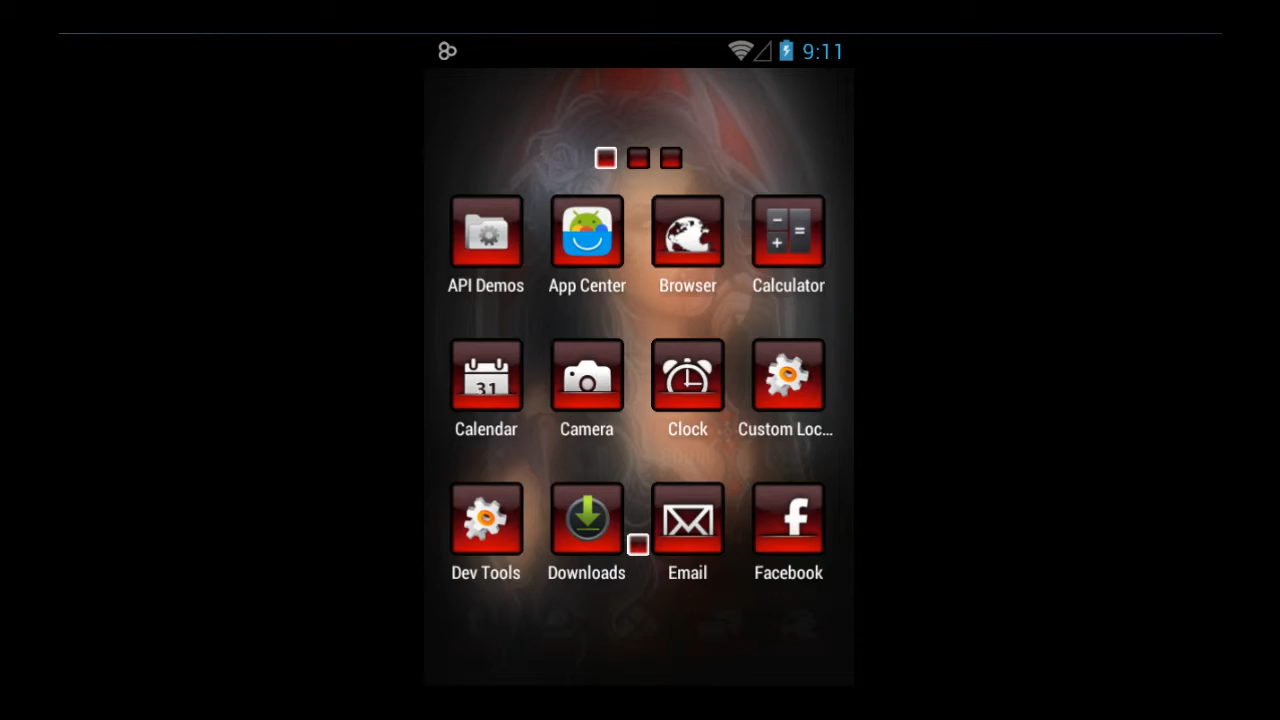 9:11
API Demos App Center Browser Calculator
31
Calendar Camera Clock Custom Loc...
Dev Tools Downloads Email Facebook